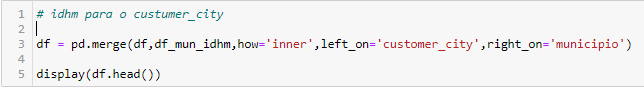 1 # idhm para o custumer_city
2
3 df = pd.merge(df,df_mun_idhm,how='inner',left_on='customer_city',right_on='municipio')
4
5 display(df.head())